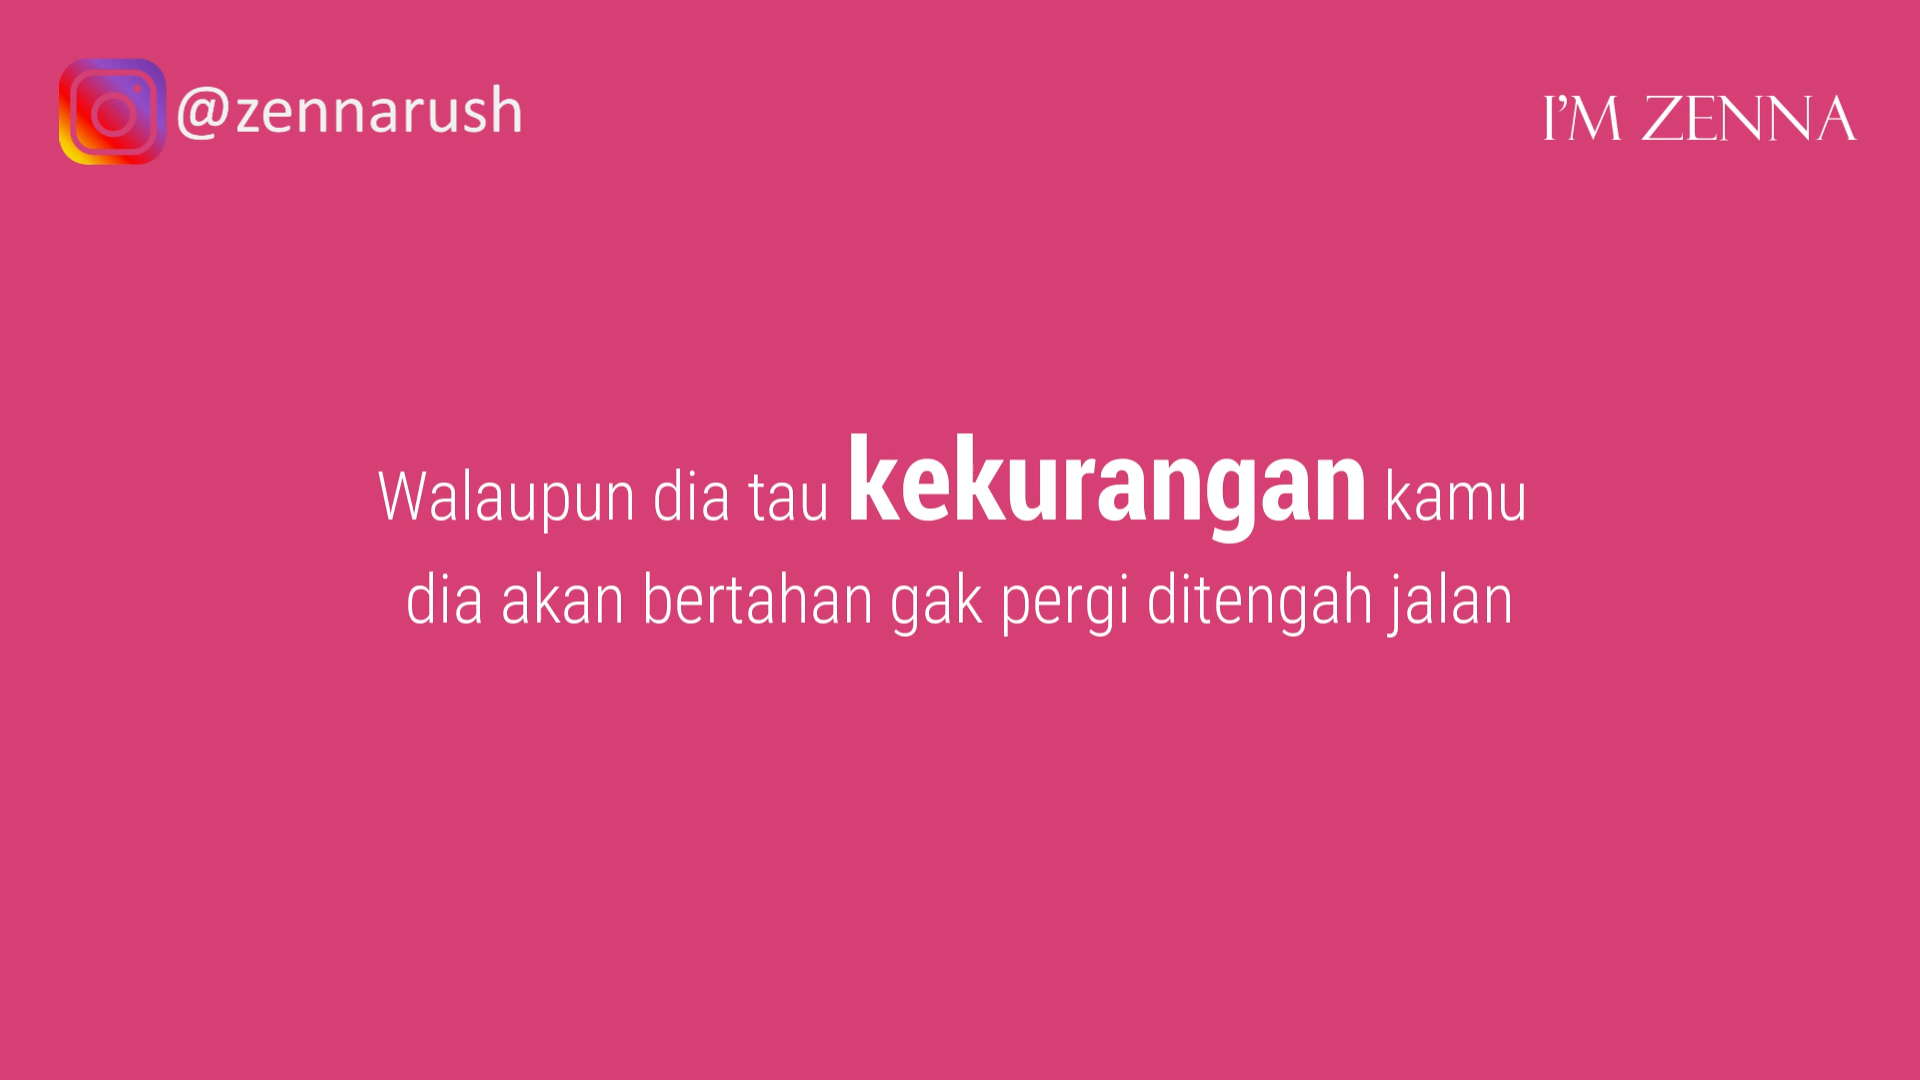 @zennarush
I'M ZENNA
Walaupun dia tau kekurangan kamu
dia akan bertahan gak pergi ditengah jalan